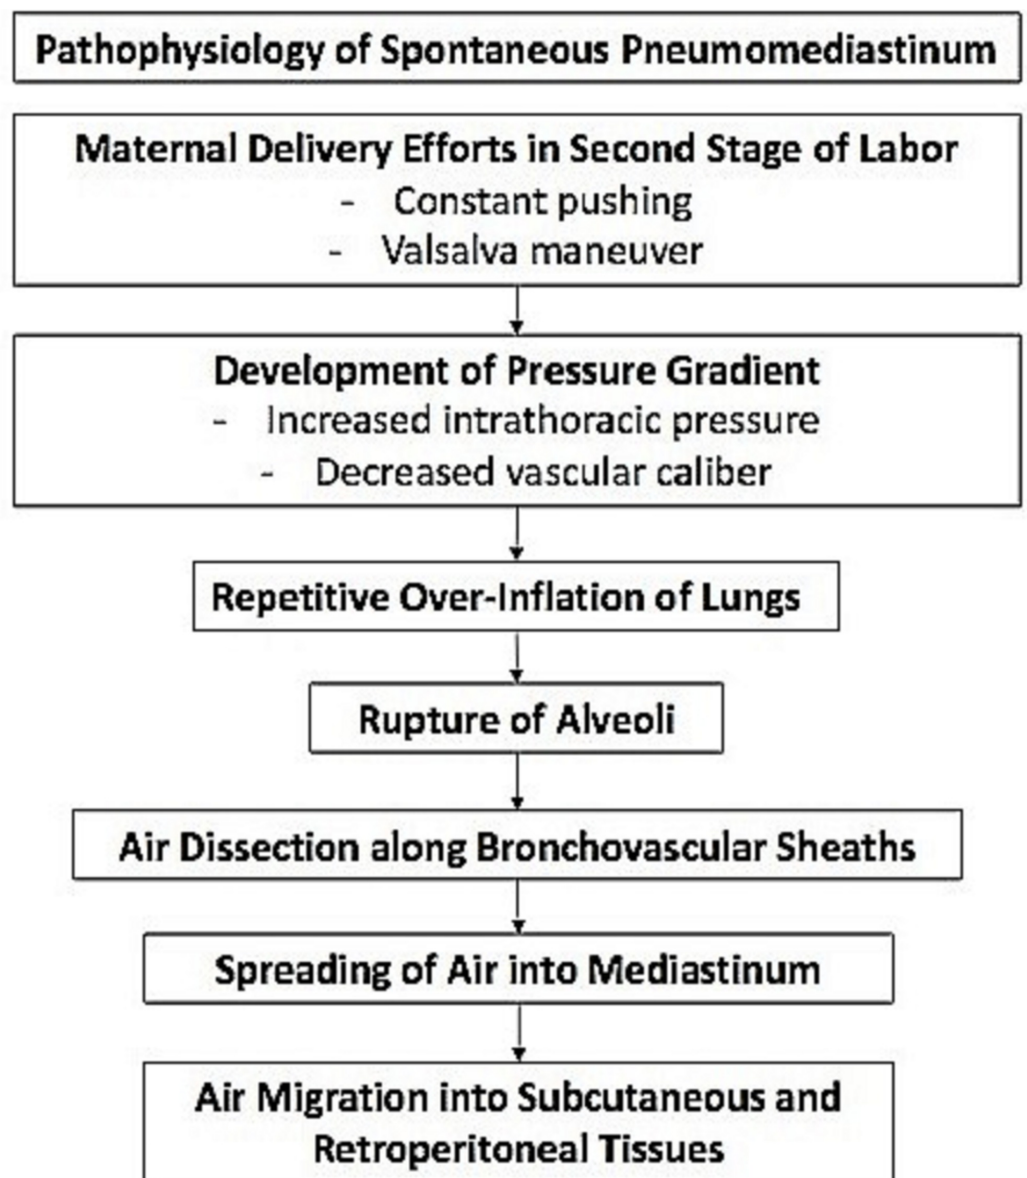 Pathophysiology of Spontaneous Pneumomediastinum
Maternal Delivery Efforts in Second Stage of Labor
- Constant pushing
- Valsalva maneuver
Development of Pressure Gradient
- Increased intrathoracic pressure
- Decreased vascular caliber
Repetitive Over-Inflation of Lungs
Rupture of Alveoli
Air Dissection along Bronchovascular Sheaths
Spreading of Air into Mediastinum
Air Migration into Subcutaneous and
Retroperitoneal Tissues